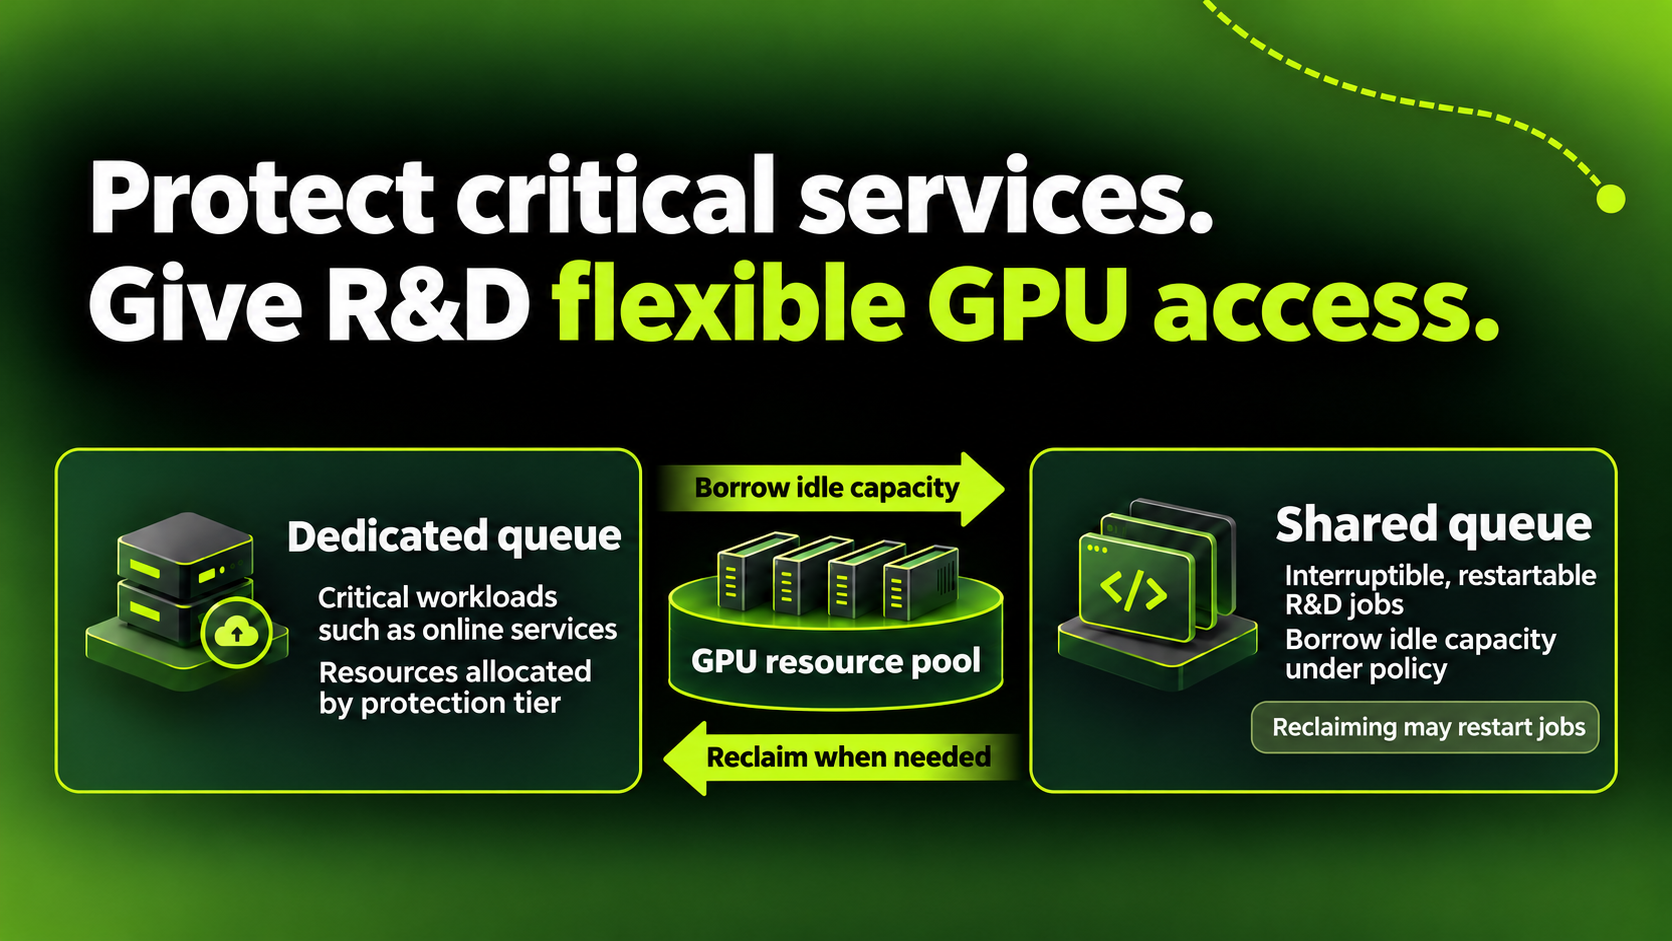 Protect critical services.
Give R&D flexible GPU access.
Dedicated queue
Critical workloads
such as online services
Resources allocated
by protection tier
Borrow idle capacity
GPU resource pool
Reclaim when needed
Shared queue
</>
Interruptible, restartable
R&D jobs
Borrow idle capacity
under policy
Reclaiming may restart jobs